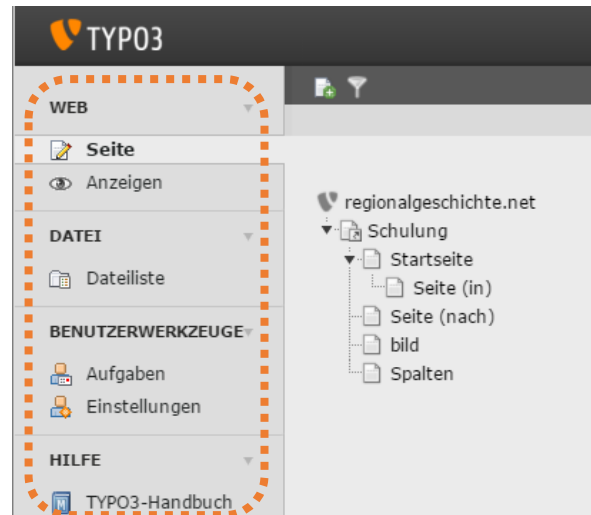 TYPO3
WEB
Seite
Anzeigen
DATEI
Dateiliste
BENUTZERWERKZEUGE
Aufgaben
Einstellungen
HILFE
TYPO3-Handbuch
regionalgeschichte.net
Schulung
Startseite
Seite (in)
Seite (nach)
bild
Spalten